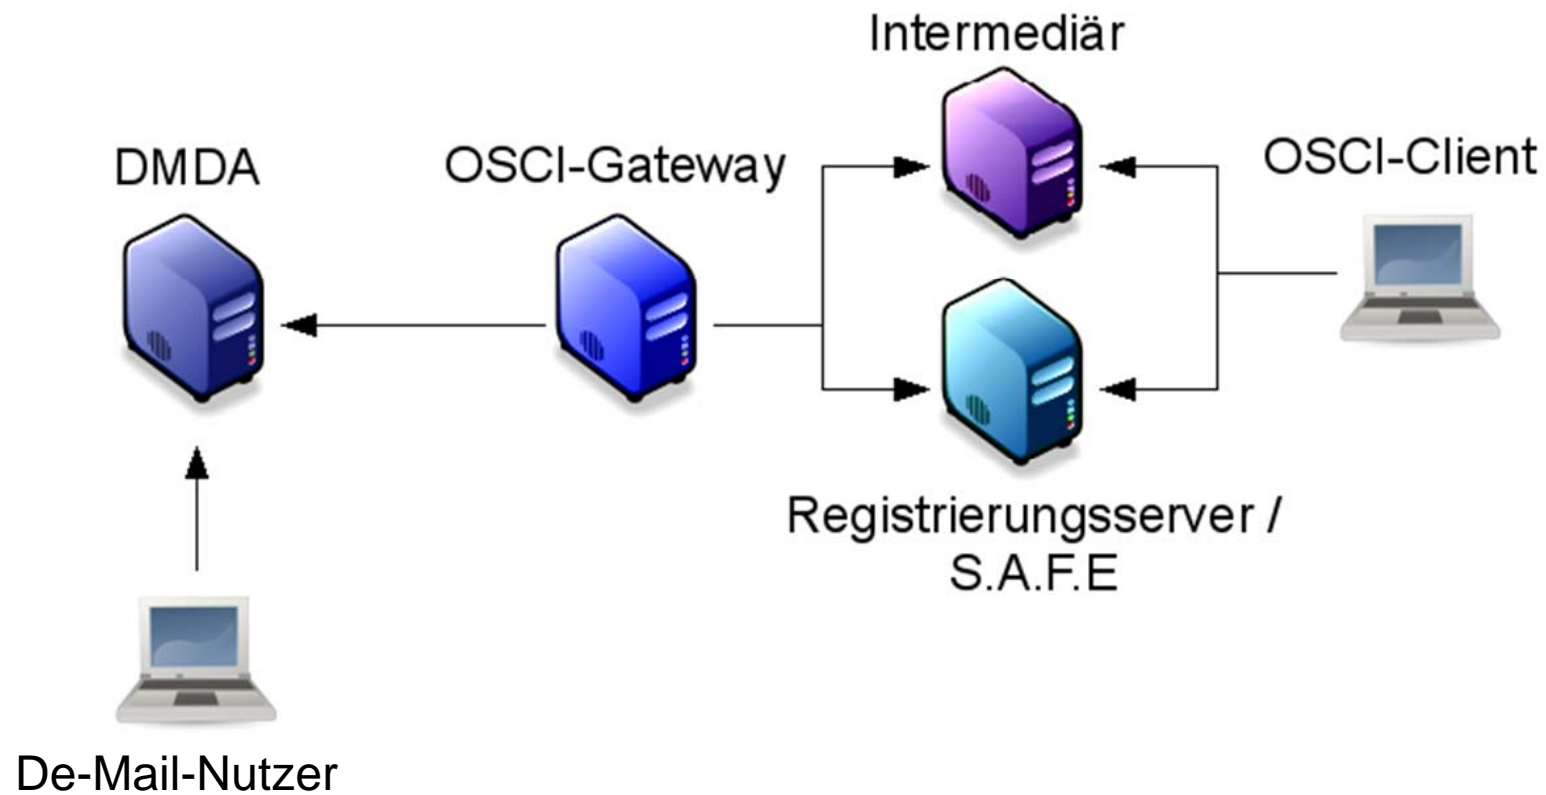 Intermediär
DMDA
OSCI-Gateway
OSCI-Client
Registrierungsserver /
S.A.F.E
De-Mail-Nutzer